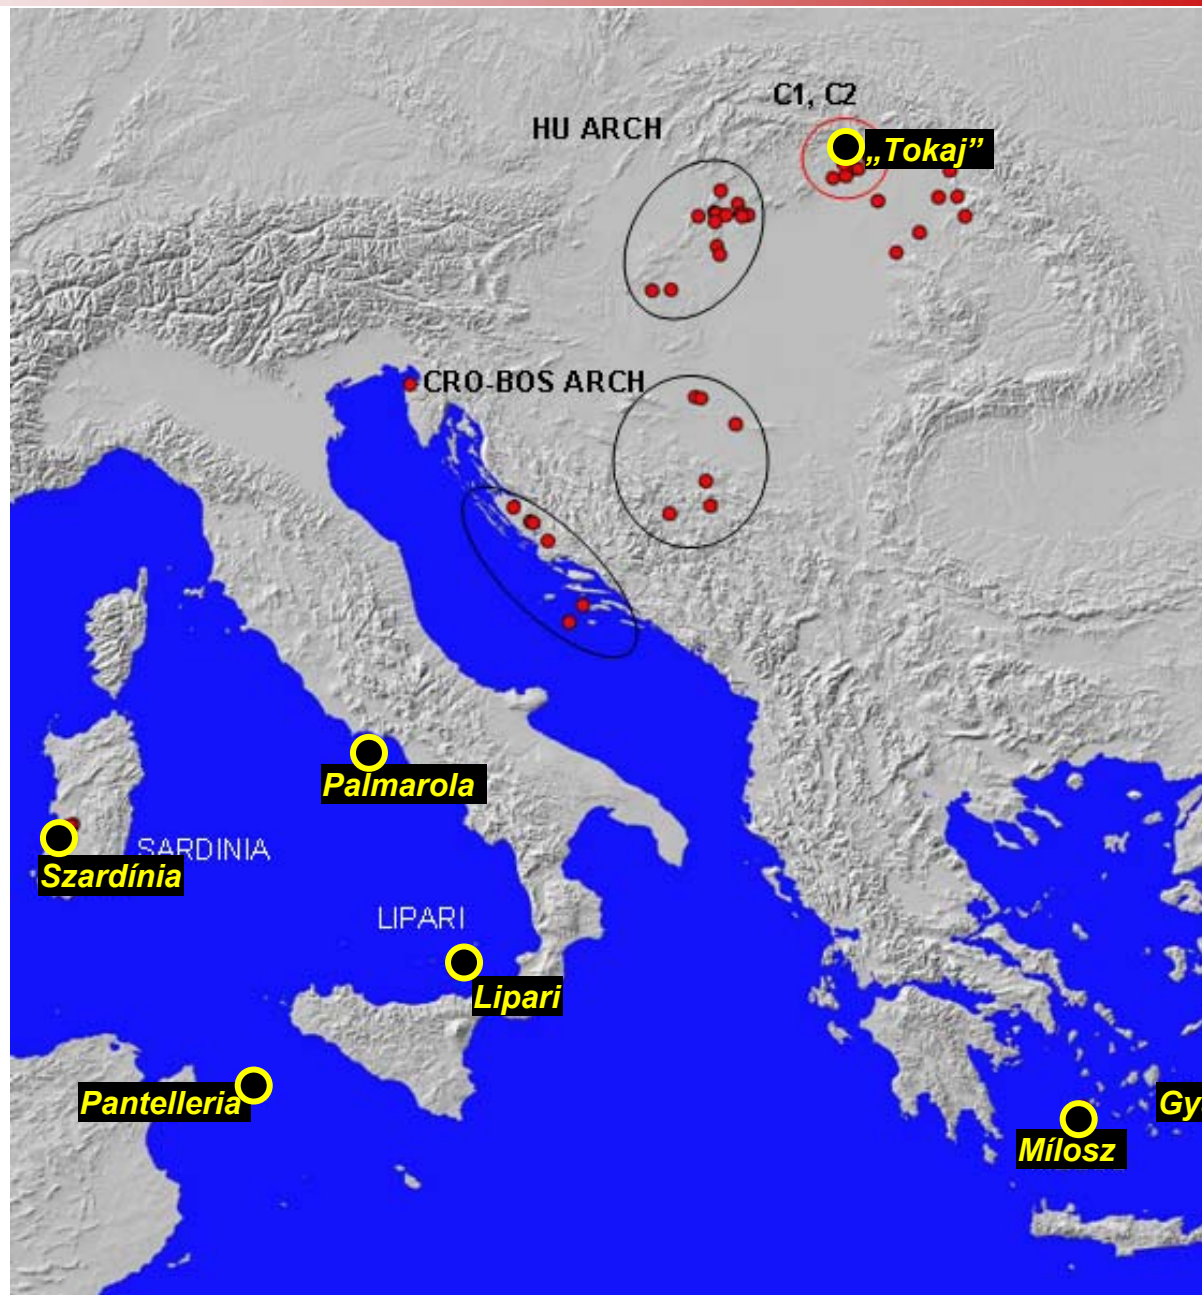 C1, C2
HU ARCH
„Tokaj”
CRO-BOS ARCH
Palmarola
SARDINIA
Szardínia
LIPARI
Lipari
Pantelleria
Gy
Mílosz